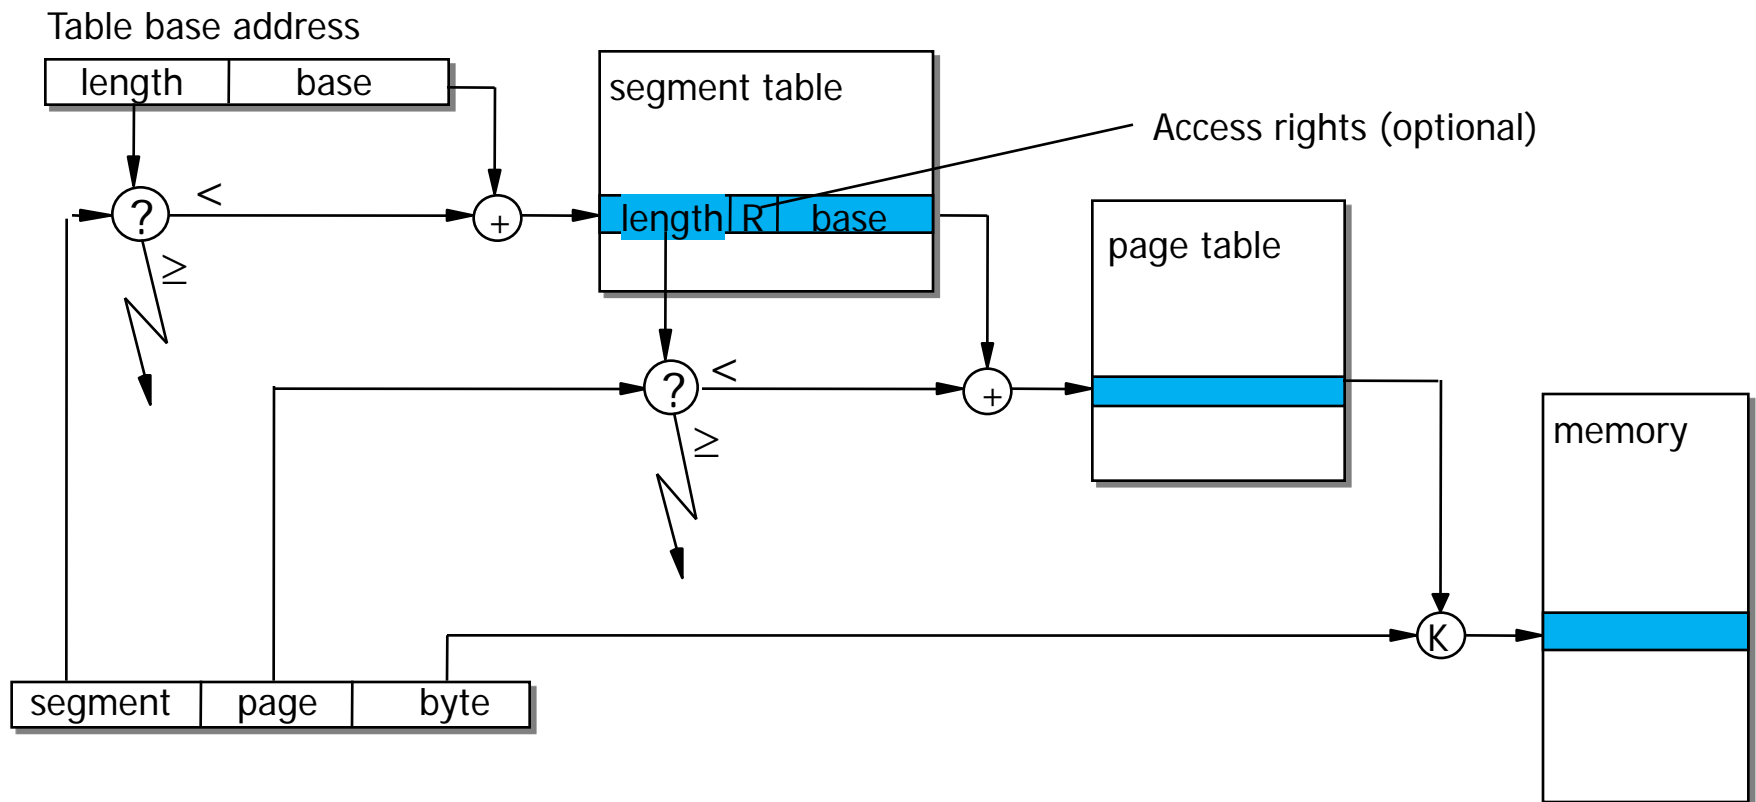 Table base address
length base
segment table
Access rights (optional)
? <
+
length R base
≥
page table
? <
+
≥
memory
K
segment page byte